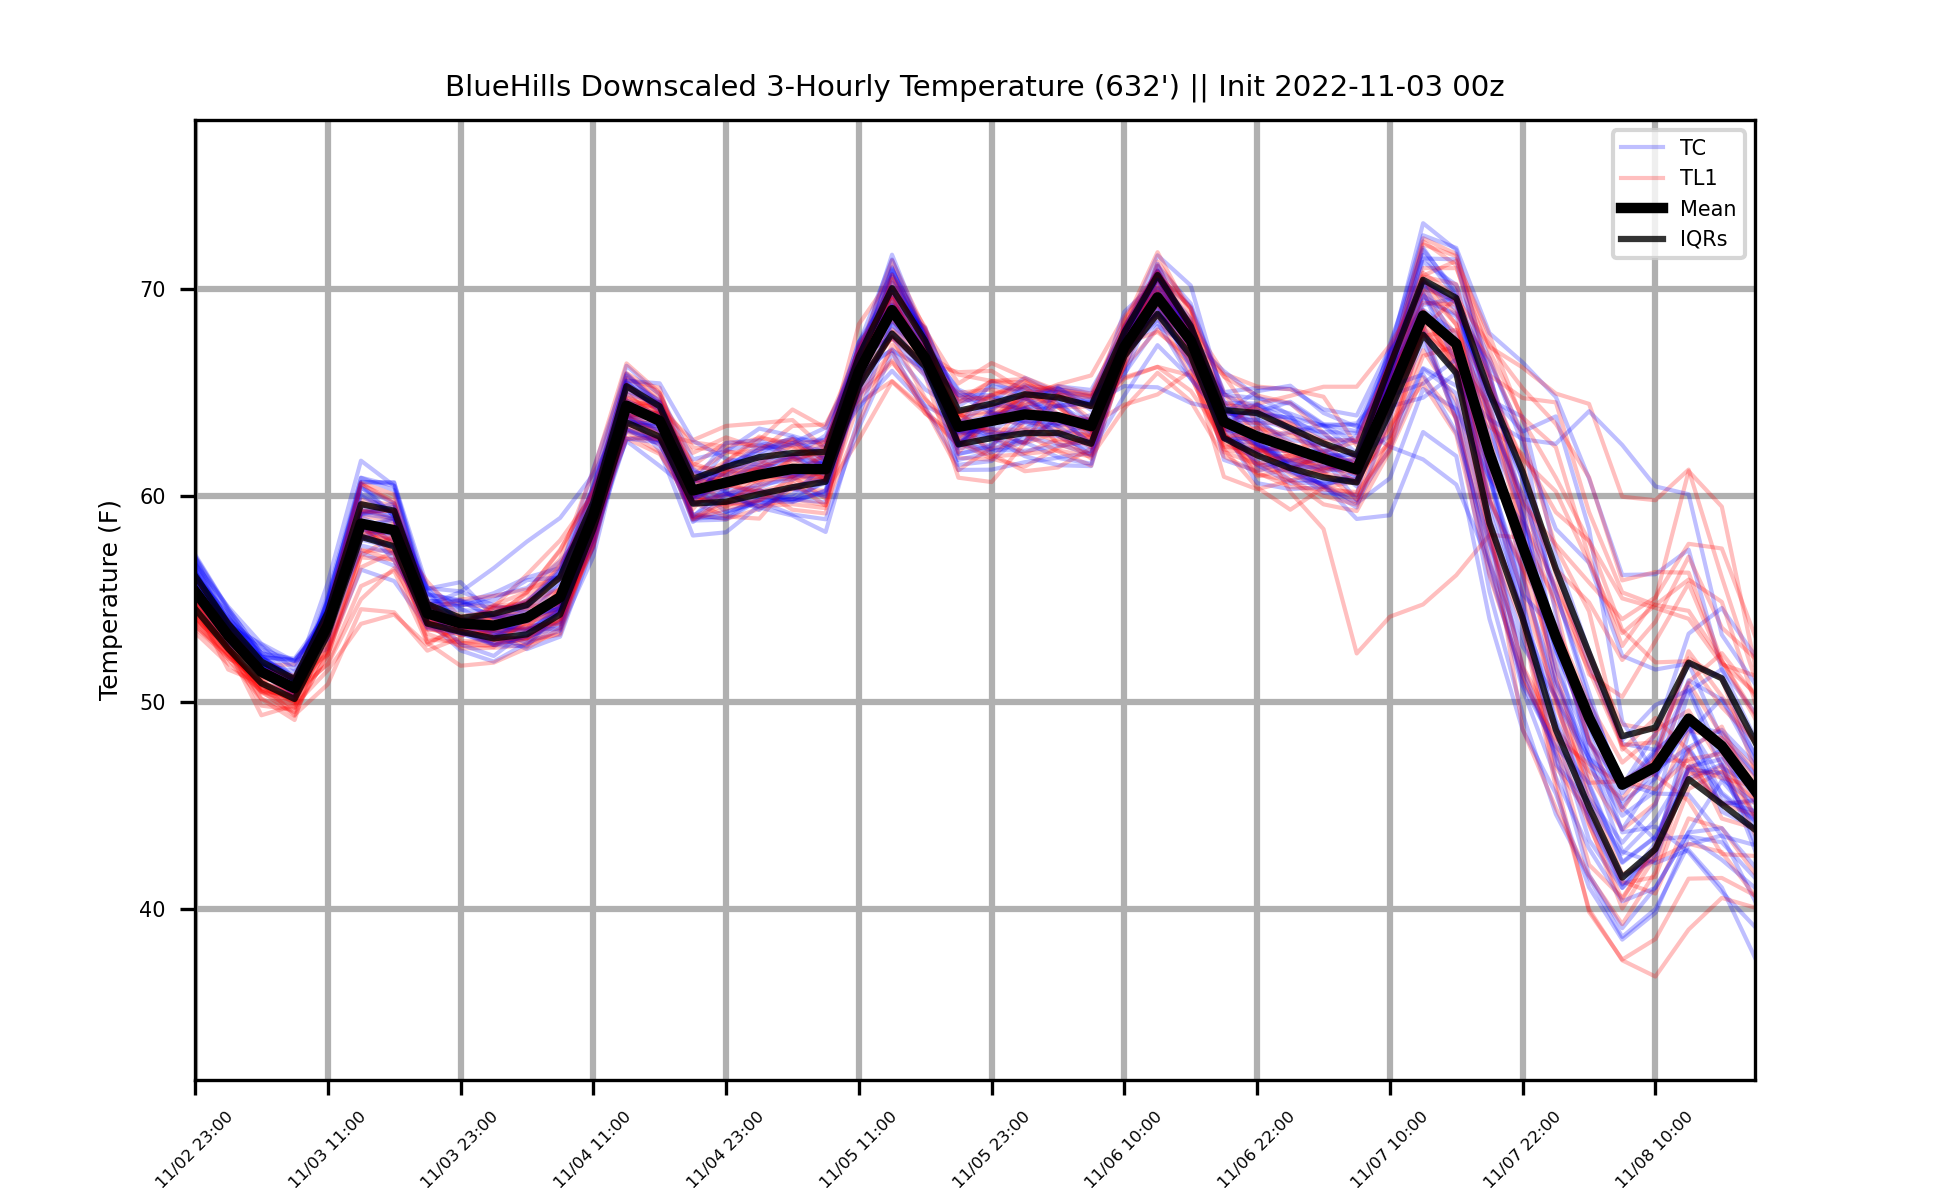 BlueHills Downscaled 3-Hourly Temperature (632') || Init 2022-11-03 00z
TC
TL1
Mean
IQRs
70
60
50
40
Temperature (F)
11/02 23:00
11/03 11:00
11/03 23:00
11/04 11:00
11/04 23:00
11/05 11:00
11/05 23:00
11/06 10:00
11/06 22:00
11/07 10:00
11/07 22:00
11/08 10:00